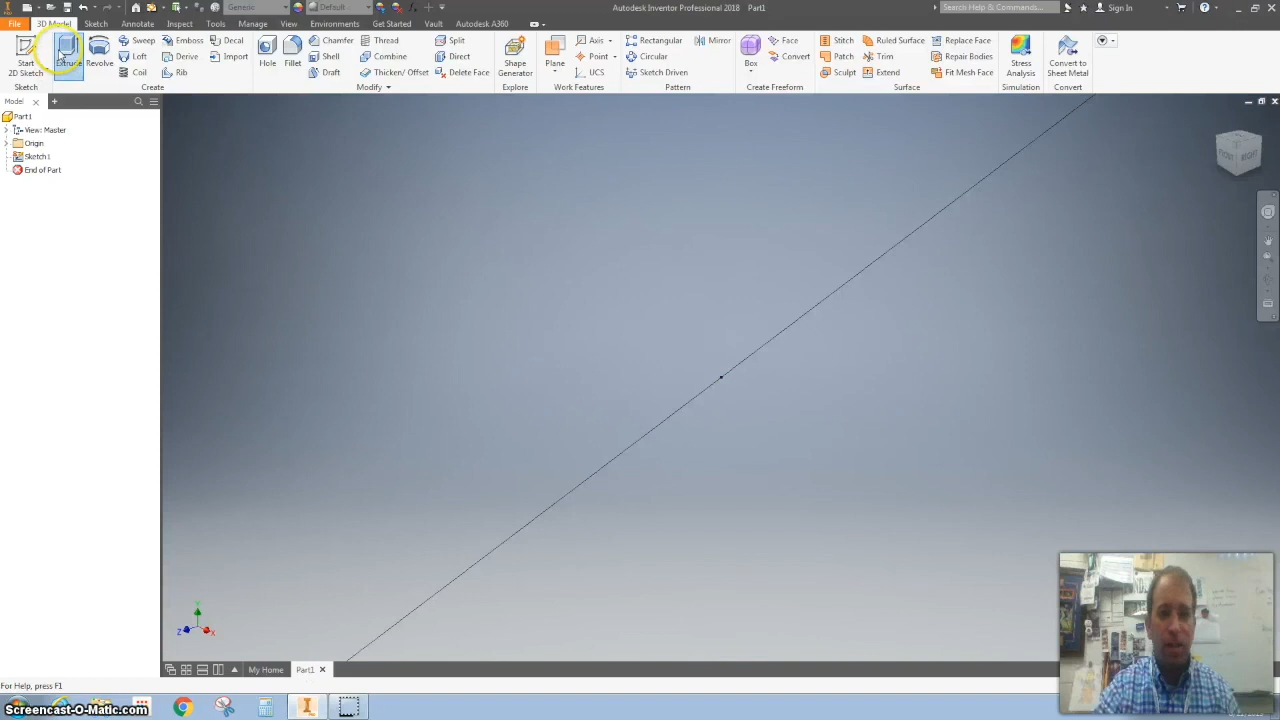 Generic
Default
Autodesk Inventor Professional 2018 Part1
Search Help & Commands...
Sign In
File
3D Model
Sketch
Annotate
Inspect
Tools
Manage
View
Environments
Get Started
Vault
Autodesk A360
Start
2D Sketch
Extrude
Revolve
Sweep
Loft
Coil
Emboss
Derive
Rib
Decal
Import
Hole
Fillet
Chamfer
Shell
Draft
Thread
Combine
Thicken/ Offset
Split
Direct
Delete Face
Shape
Generator
Plane
Axis
Point
UCS
Rectangular
Circular
Sketch Driven
Mirror
Box
Face
Convert
Stitch
Patch
Sculpt
Ruled Surface
Trim
Extend
Replace Face
Repair Bodies
Fit Mesh Face
Stress
Analysis
Convert to
Sheet Metal
Sketch
Create
Modify
Explore
Work Features
Pattern
Create Freeform
Surface
Simulation
Convert
Model
Part1
View: Master
Origin
Sketch1
End of Part
FRONT
RIGHT
Y
Z
X
My Home
Part1
For Help, press F1
Screencast-O-Matic.com